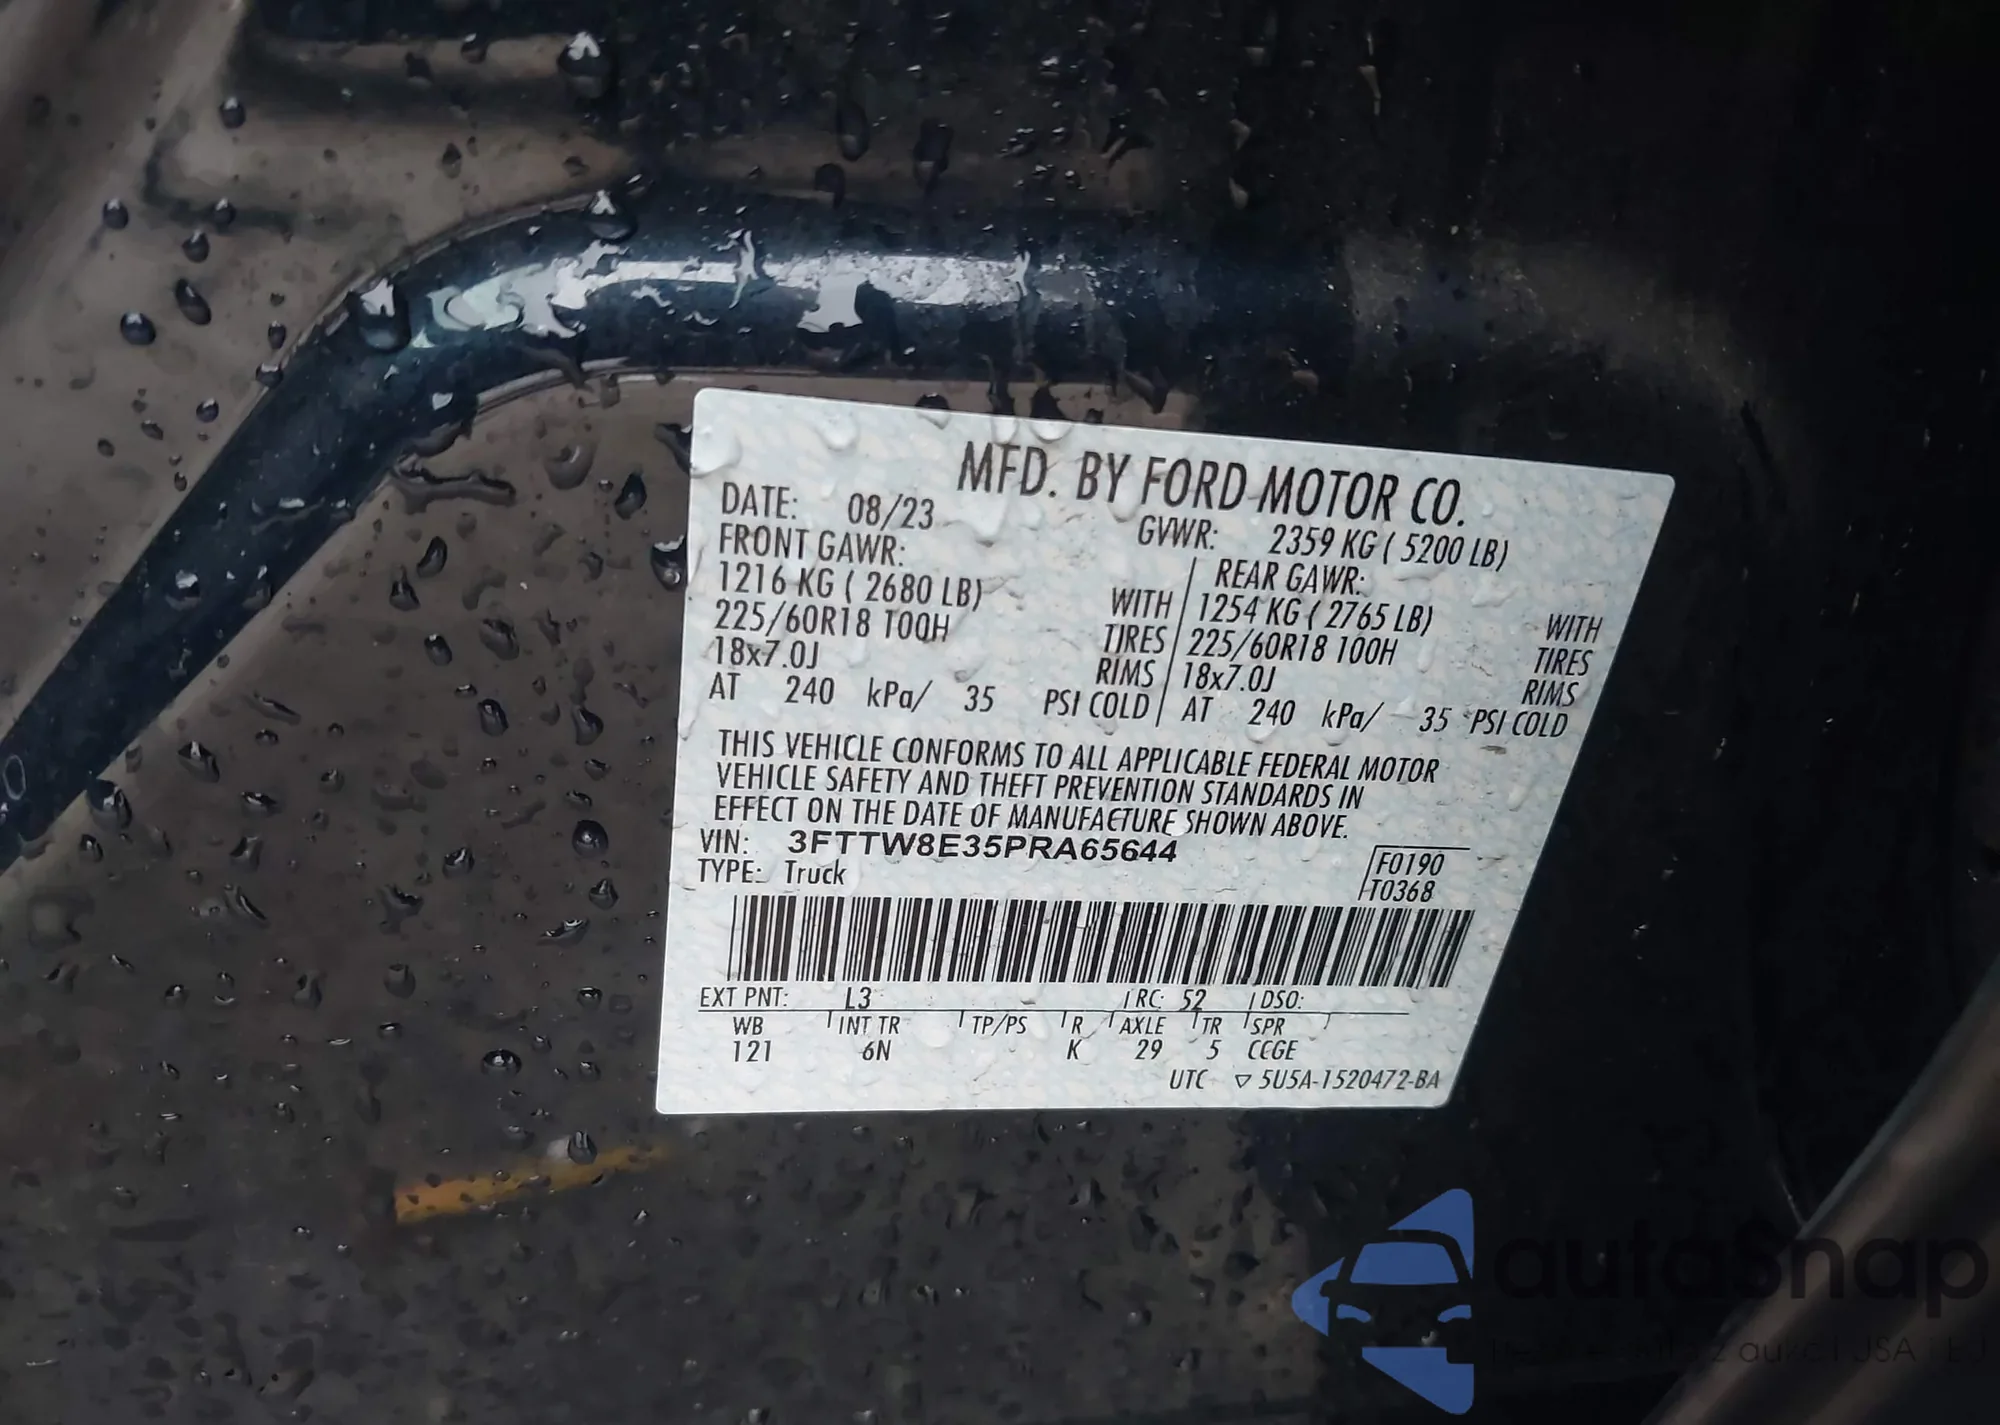 MFD. BY FORD MOTOR CO.
DATE: 08/23 GVWR: 2359 KG ( 5200 LB)
FRONT GAWR: REAR GAWR:
1216 KG ( 2680 LB) WITH 1254 KG ( 2765 LB) WITH
225/60R18 100H TIRES 225/60R18 100H TIRES
18x7.0J RIMS 18x7.0J RIMS
AT 240 kPa/ 35 PSI COLD AT 240 kPa/ 35 PSI COLD
THIS VEHICLE CONFORMS TO ALL APPLICABLE FEDERAL MOTOR
VEHICLE SAFETY AND THEFT PREVENTION STANDARDS IN
EFFECT ON THE DATE OF MANUFACTURE SHOWN ABOVE.
VIN: 3FTTW8E35PRA65644
TYPE: Truck
F0190
T0368
EXT PNT: L3 RC: 52 DSO:
WB INT TR TP/PS R AXLE TR SPR
121 6N K 29 5 CCGE
UTC ▽ 5U5A-1520472-BA
autoSnap